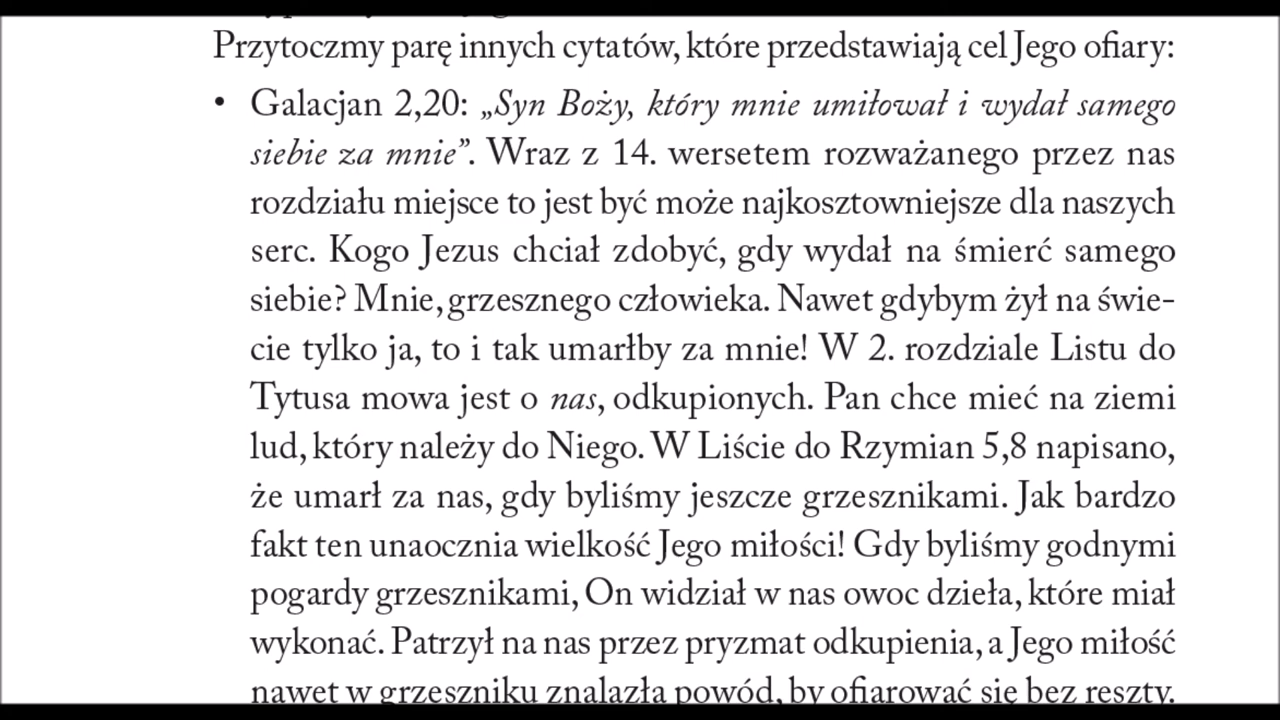 Przytoczmy parę innych cytatów, które przedstawiają cel Jego ofiary:
• Galacjan 2,20: „Syn Boży, który mnie umiłował i wydał samego
siebie za mnie”. Wraz z 14. wersetem rozważanego przez nas
rozdziału miejsce to jest być może najkosztowniejsze dla naszych
serc. Kogo Jezus chciał zdobyć, gdy wydał na śmierć samego
siebie? Mnie, grzesznego człowieka. Nawet gdybym żył na świe-
cie tylko ja, to i tak umarłby za mnie! W 2. rozdziale Listu do
Tytusa mowa jest o nas, odkupionych. Pan chce mieć na ziemi
lud, który należy do Niego. W Liście do Rzymian 5,8 napisano,
że umarł za nas, gdy byliśmy jeszcze grzesznikami. Jak bardzo
fakt ten unaocznia wielkość Jego miłości! Gdy byliśmy godnymi
pogardy grzesznikami, On widział w nas owoc dzieła, które miał
wykonać. Patrzył na nas przez pryzmat odkupienia, a Jego miłość
nawet w grzeszniku znalazła powód, by ofiarować się bez reszty.